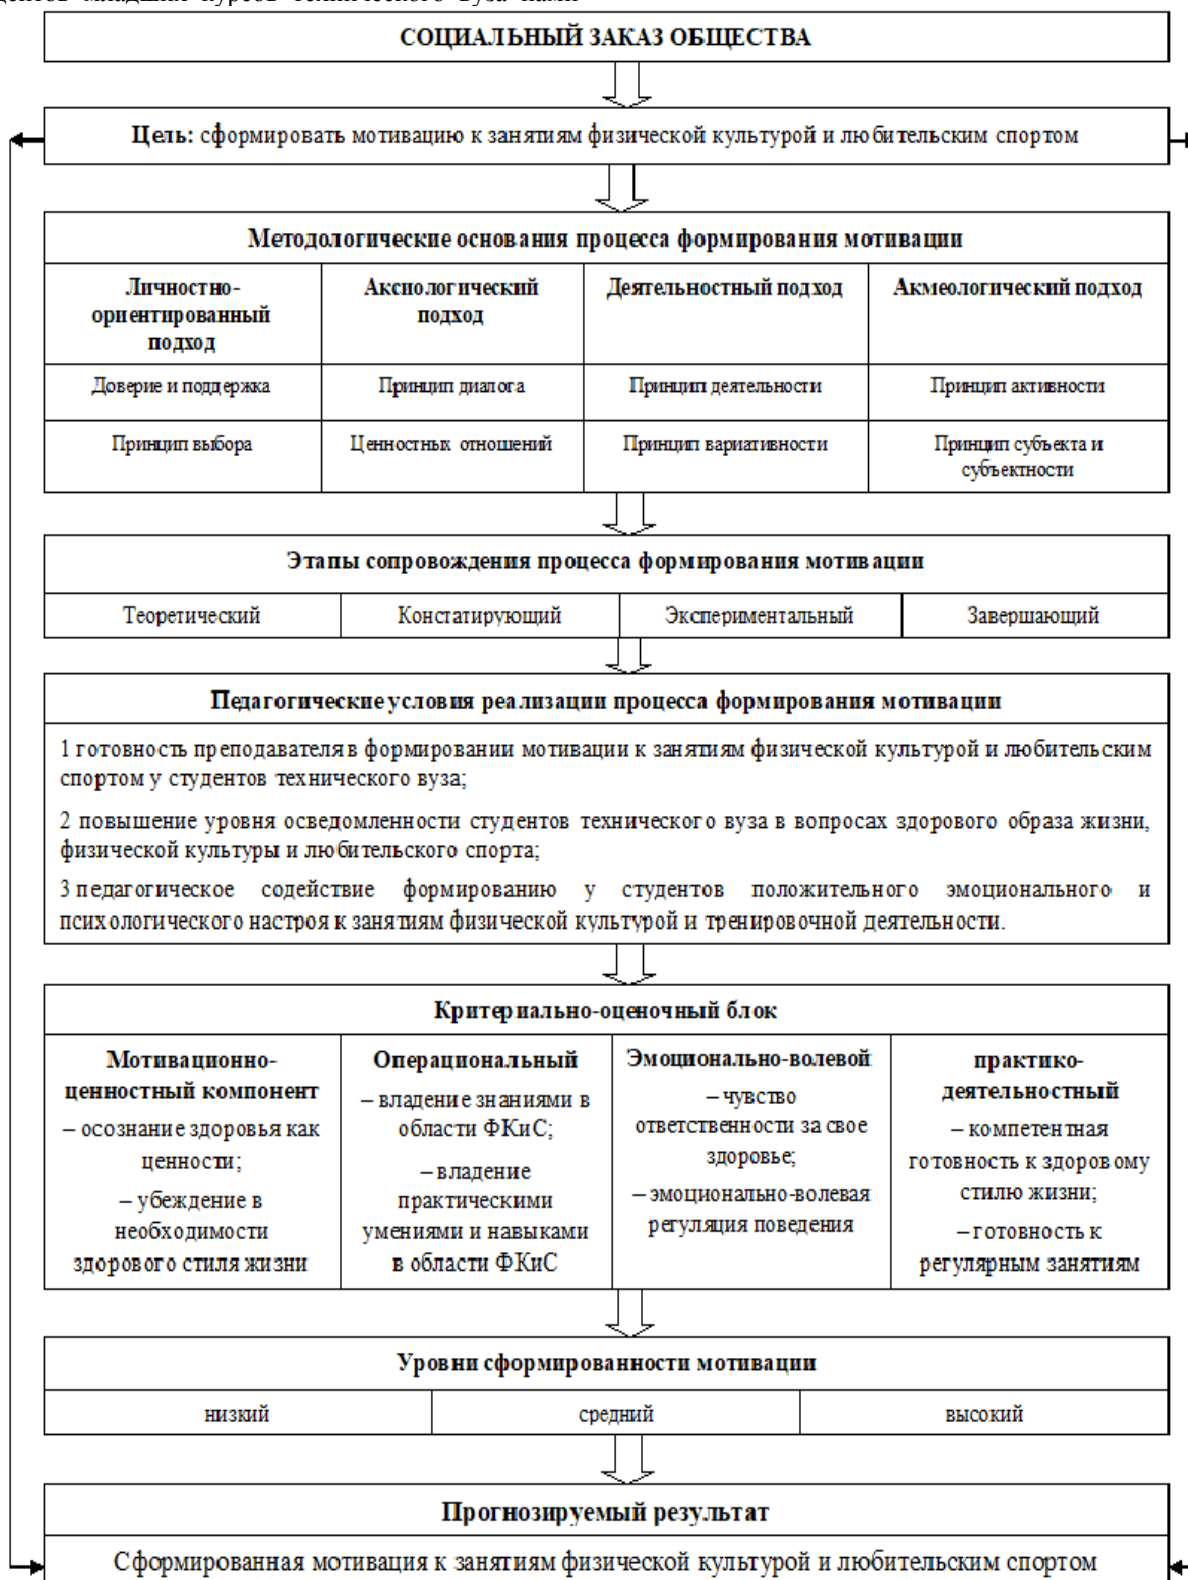 дентов младших курсов технического вуза нами
СОЦИАЛЬНЫЙ ЗАКАЗ ОБЩЕСТВА
Цель: сформировать мотивацию к занятиям физической культурой и любительским спортом
Методологические основания процесса формирования мотивации
Личностно-
ориентированный
подход
Аксиологический
подход
Деятельностный подход
Акмеологический подход
Доверие и поддержка
Принцип диалога
Принцип деятельности
Принцип активности
Принцип выбора
Ценностных отношений
Принцип вариативности
Принцип субъекта и
субъектности
Этапы сопровождения процесса формирования мотивации
Теоретический
Констатирующий
Экспериментальный
Завершающий
Педагогические условия реализации процесса формирования мотивации
1 готовность преподавателя в формировании мотивации к занятиям физической культурой и любительским
спортом у студентов технического вуза;
2 повышение уровня осведомленности студентов технического вуза в вопросах здорового образа жизни,
физической культуры и любительского спорта;
3 педагогическое содействие формированию у студентов положительного эмоционального и
психологического настроя к занятиям физической культурой и тренировочной деятельности.
Критериально-оценочный блок
Мотивационно-
ценностный компонент
– осознание здоровья как
ценности;
– убеждение в
необходимости
здорового стиля жизни
Операциональный
– владение знаниями в
области ФКиС;
– владение
практическими
умениями и навыками
в области ФКиС
Эмоционально-волевой
– чувство
ответственности за свое
здоровье;
– эмоционально-волевая
регуляция поведения
практико-
деятельностный
– компетентная
готовность к здоровому
стилю жизни;
– готовность к
регулярным занятиям
Уровни сформированности мотивации
низкий
средний
высокий
Прогнозируемый результат
Сформированная мотивация к занятиям физической культурой и любительским спортом